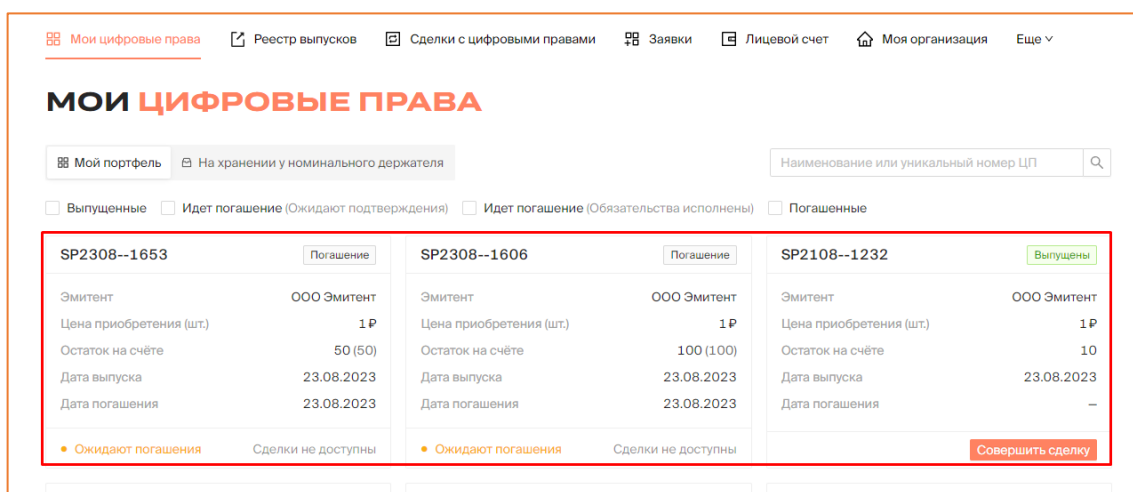 Мои цифровые права Реестр выпусков Сделки с цифровыми правами Заявки Лицевой счет Моя организация Еще
МОИ ЦИФРОВЫЕ ПРАВА
Мой портфель На хранении у номинального держателя Наименование или уникальный номер ЦП
Выпущенные Идет погашение (Ожидают подтверждения) Идет погашение (Обязательства исполнены) Погашенные
SP2308--1653 Погашение
Эмитент ООО Эмитент
Цена приобретения (шт.) 1 ₽
Остаток на счёте 50 (50)
Дата выпуска 23.08.2023
Дата погашения 23.08.2023
Ожидают погашения Сделки не доступны
SP2308--1606 Погашение
Эмитент ООО Эмитент
Цена приобретения (шт.) 1 ₽
Остаток на счёте 100 (100)
Дата выпуска 23.08.2023
Дата погашения 23.08.2023
Ожидают погашения Сделки не доступны
SP2108--1232 Выпущены
Эмитент ООО Эмитент
Цена приобретения (шт.) 1 ₽
Остаток на счёте 10
Дата выпуска 23.08.2023
Дата погашения –
Совершить сделку